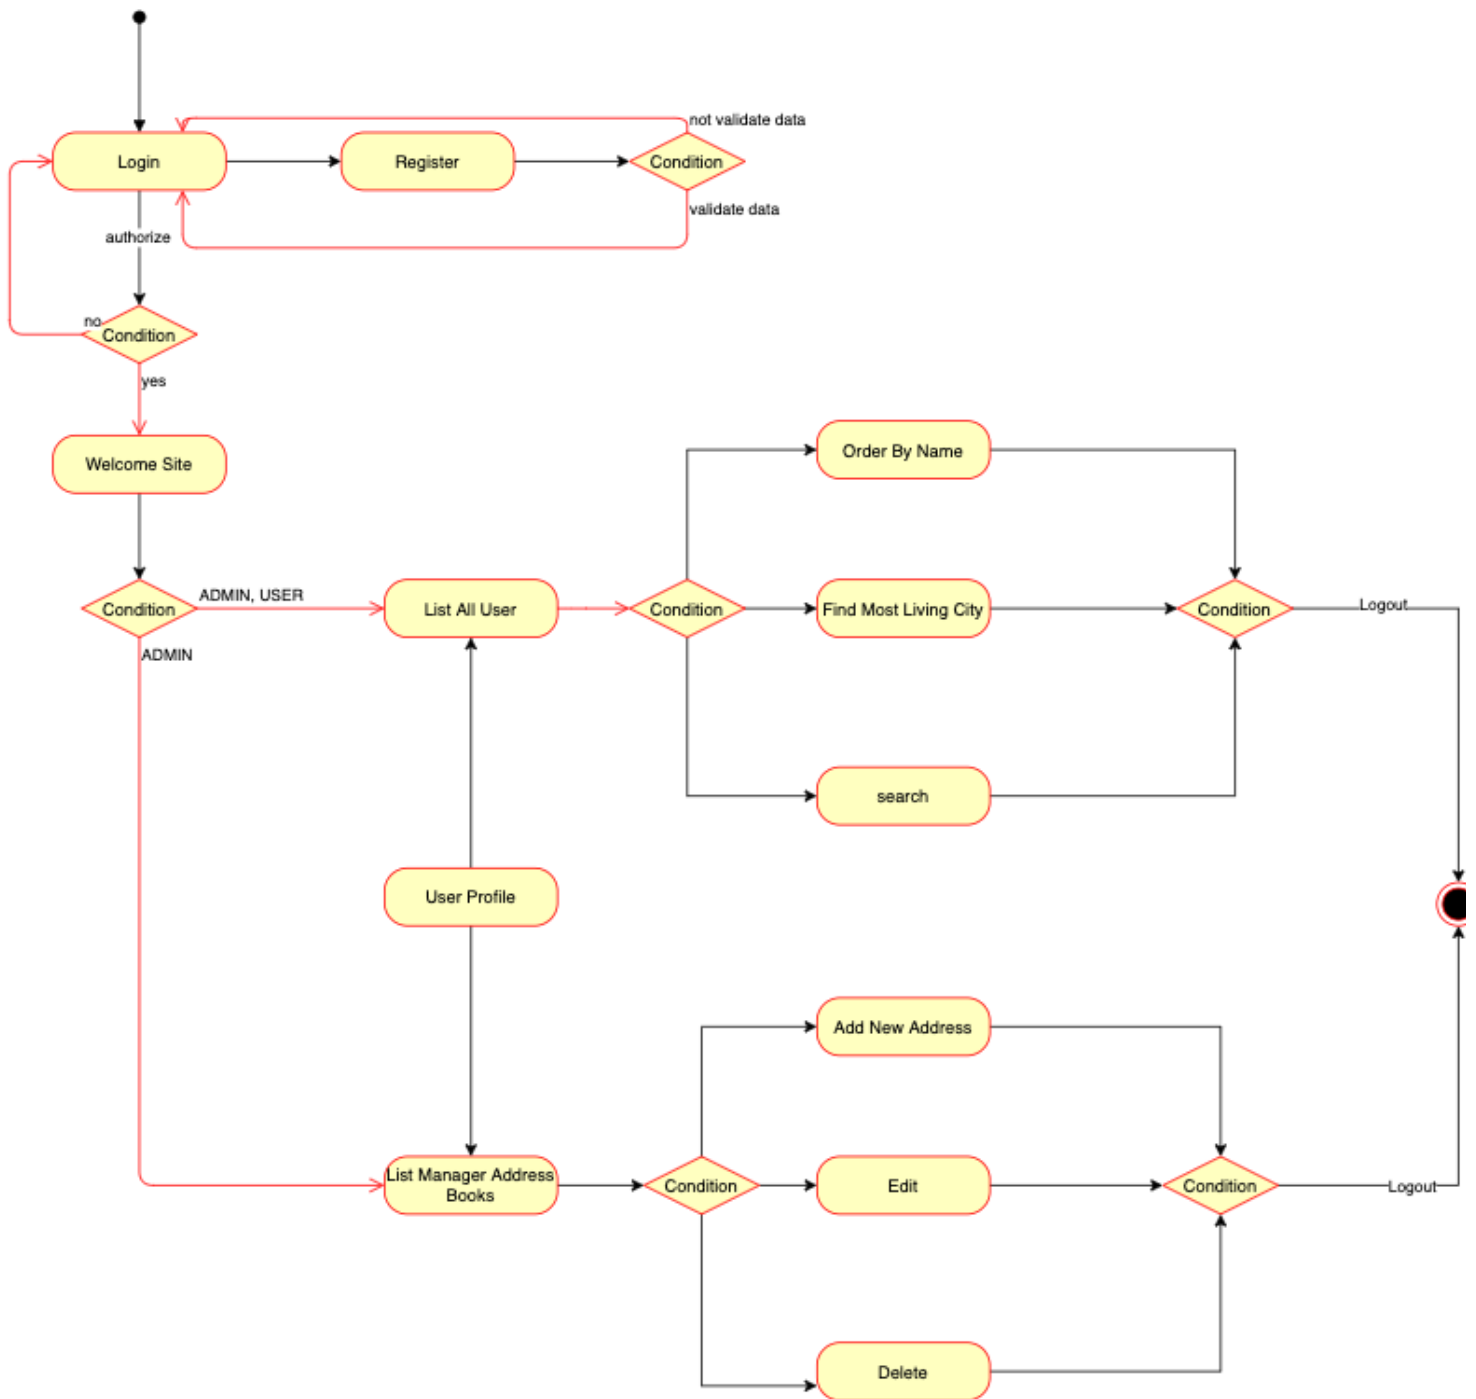 not validate data
Login
Register
Condition
validate data
authorize
no
Condition
yes
Order By Name
Welcome Site
ADMIN, USER
Condition
List All User
Condition
Find Most Living City
Condition
Logout
ADMIN
search
User Profile
Add New Address
List Manager Address
Books
Condition
Edit
Condition
Logout
Delete